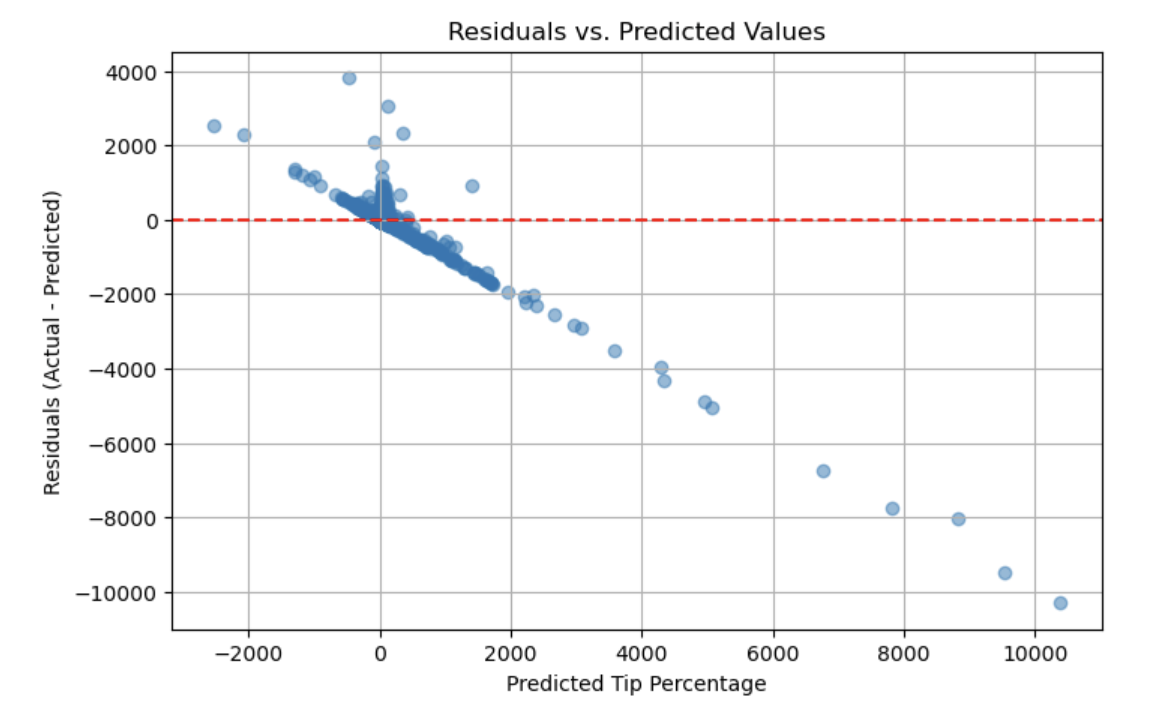 Residuals vs. Predicted Values
4000
2000
0
−2000
−4000
−6000
−8000
−10000
Residuals (Actual - Predicted)
−2000 0 2000 4000 6000 8000 10000
Predicted Tip Percentage